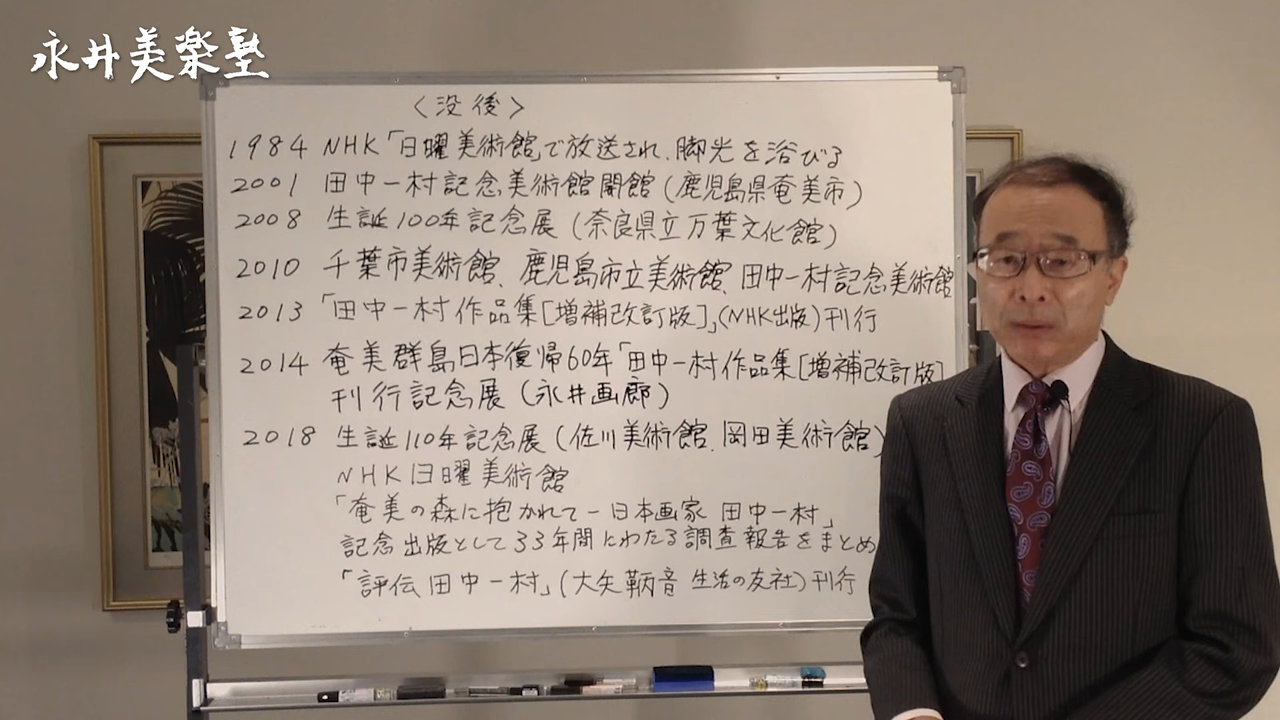 永井美楽塾
〈没後〉
1984 NHK「日曜美術館」で放送され、脚光を浴びる
2001 田中一村記念美術館開館(鹿児島県奄美市)
2008 生誕100年記念展(奈良県立万葉文化館)
2010 千葉市美術館、鹿児島市立美術館、田中一村記念美術館
2013 「田中一村作品集[増補改訂版]」(NHK出版)刊行
2014 奄美群島日本復帰60年「田中一村作品集[増補改訂版]
刊行記念展(永井画廊)
2018 生誕110年記念展(佐川美術館、岡田美術館)
NHK日曜美術館
「奄美の森に抱かれて-日本画家 田中一村」
記念出版として33年間にわたる調査報告をまとめ
「評伝 田中一村」(大矢鞆音 生活の友社)刊行